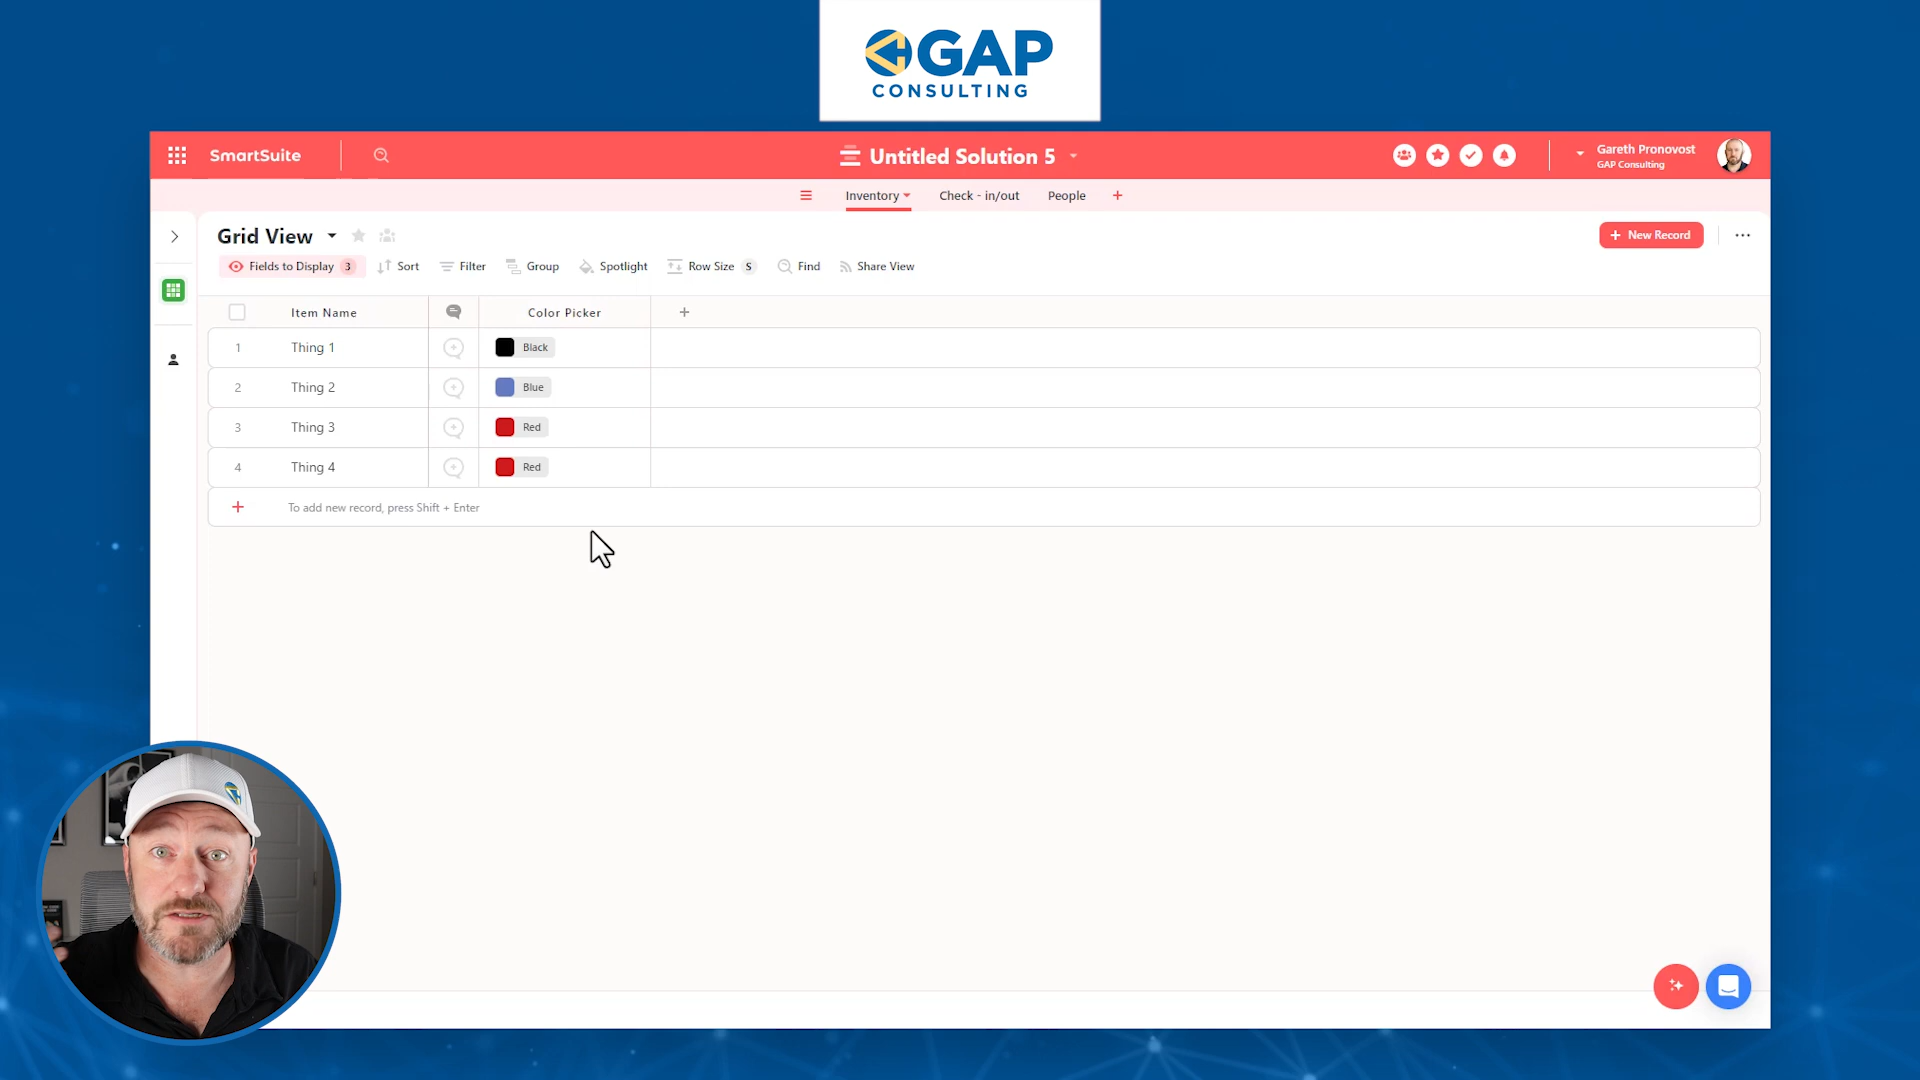 GAP
CONSULTING
SmartSuite
Untitled Solution 5
Gareth Pronovost
GAP Consulting
Inventory
Check - in/out
People
Grid View
New Record
Fields to Display 3
Sort
Filter
Group
Spotlight
Row Size S
Find
Share View
Item Name
Color Picker
1 Thing 1 Black
2 Thing 2 Blue
3 Thing 3 Red
4 Thing 4 Red
To add new record, press Shift + Enter